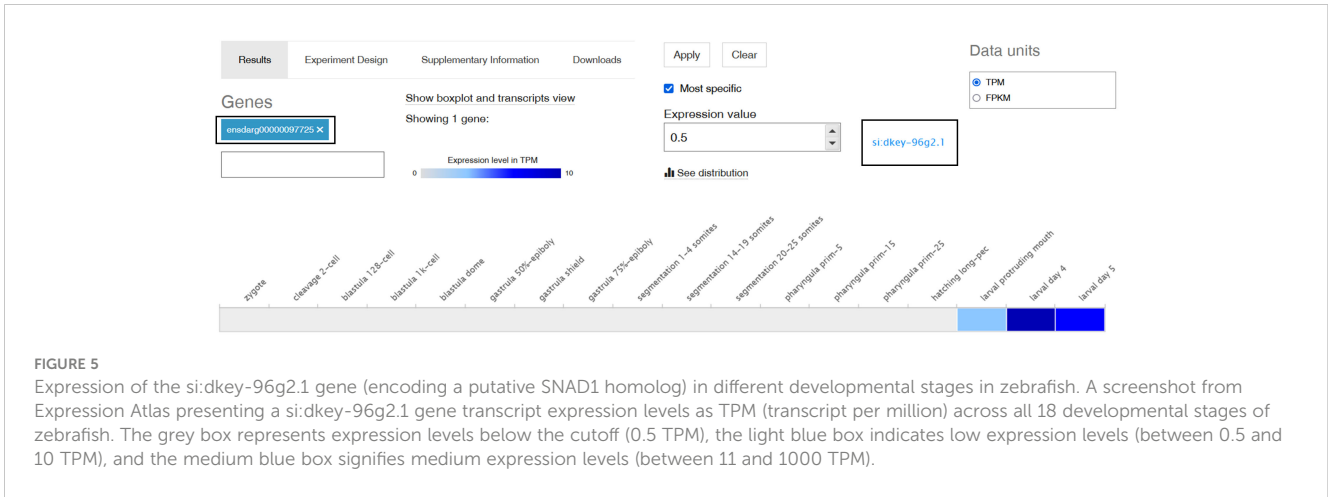 Results Experiment Design Supplementary Information Downloads
Genes
ensdarg00000097725 ×
Show boxplot and transcripts view
Showing 1 gene:
Expression level in TPM
0 10
Apply Clear
Most specific
Expression value
0.5
See distribution
si:dkey-96g2.1
Data units
TPM
FPKM
zygote
cleavage 2-cell
blastula 128-cell
blastula 1k-cell
blastula dome
gastrula 50%-epiboly
gastrula shield
gastrula 75%-epiboly
segmentation 1-4 somites
segmentation 14-19 somites
segmentation 20-25 somites
pharyngula prim-5
pharyngula prim-15
pharyngula prim-25
hatching long-pec
larval protruding mouth
larval day 4
larval day 5
FIGURE 5
Expression of the si:dkey-96g2.1 gene (encoding a putative SNAD1 homolog) in different developmental stages in zebrafish. A screenshot from
Expression Atlas presenting a si:dkey-96g2.1 gene transcript expression levels as TPM (transcript per million) across all 18 developmental stages of
zebrafish. The grey box represents expression levels below the cutoff (0.5 TPM), the light blue box indicates low expression levels (between 0.5 and
10 TPM), and the medium blue box signifies medium expression levels (between 11 and 1000 TPM).